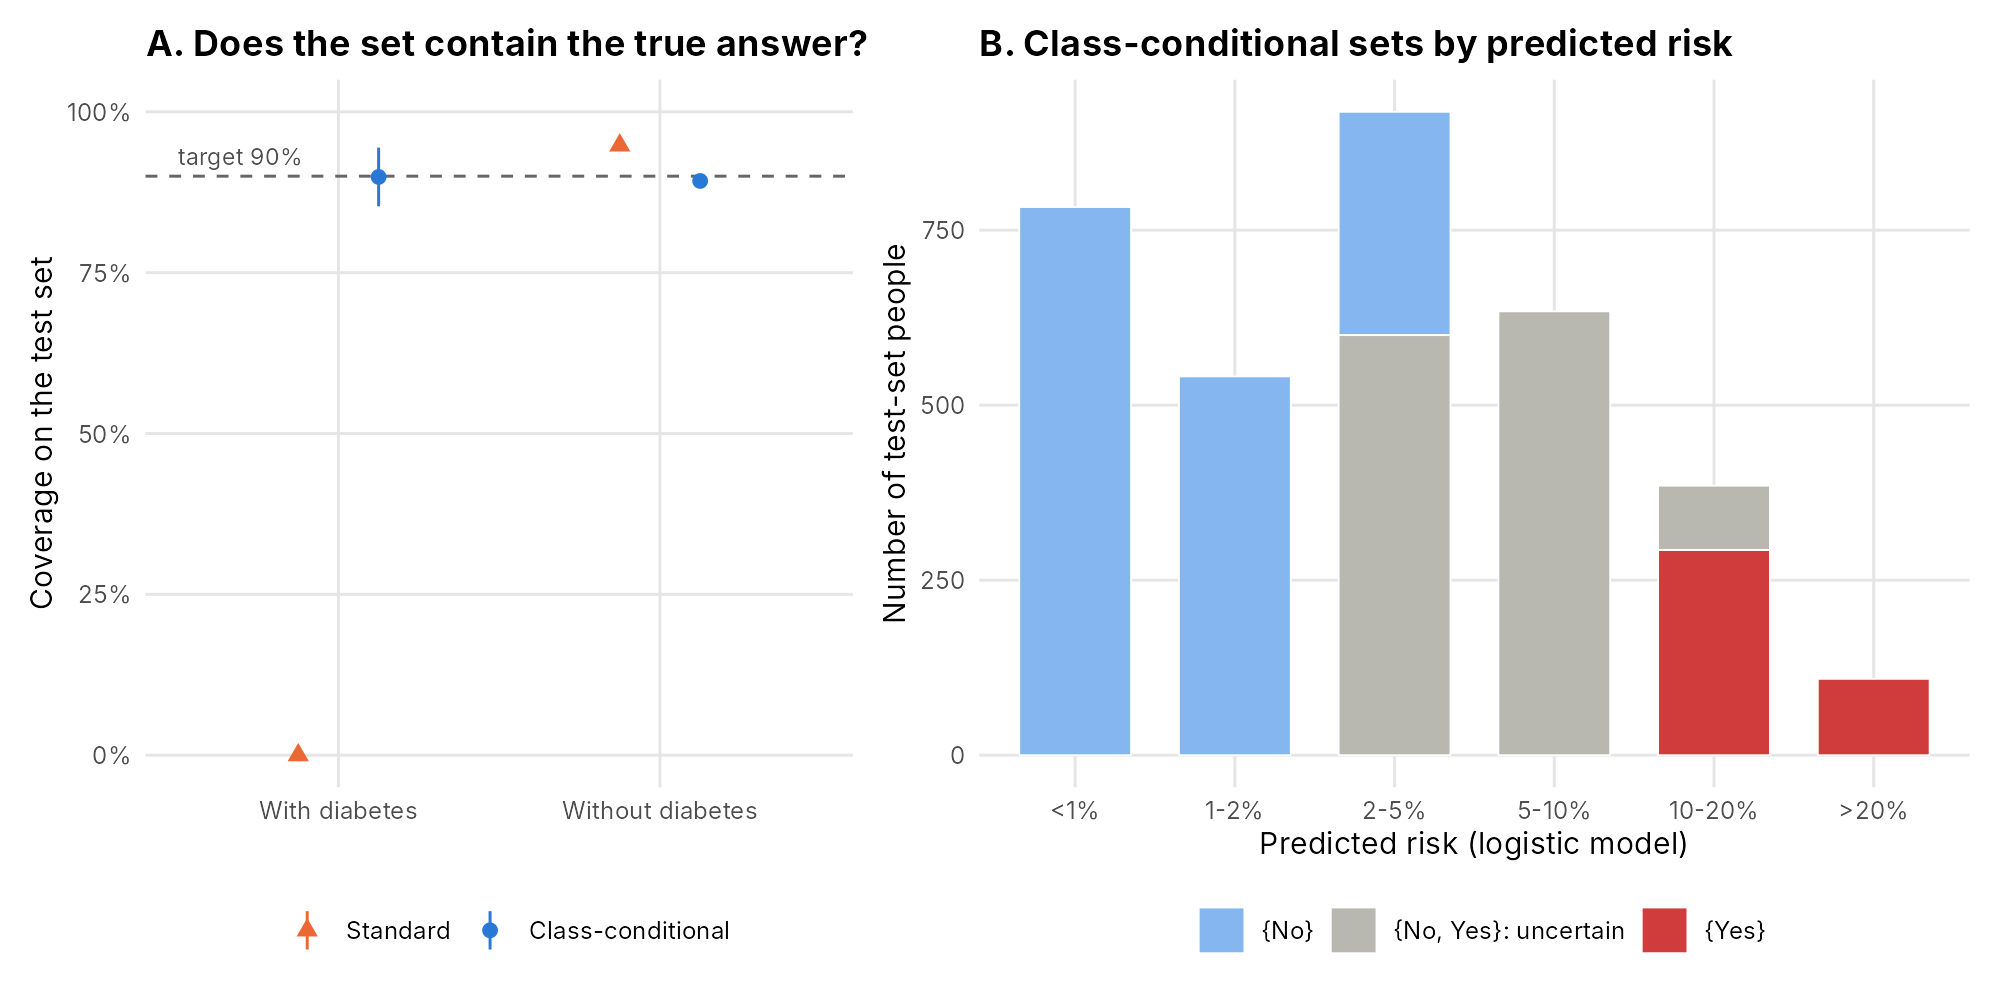 A. Does the set contain the true answer?
Coverage on the test set
100%
75%
50%
25%
0%
target 90%
With diabetes
Without diabetes
Standard
Class-conditional
B. Class-conditional sets by predicted risk
Number of test-set people
750
500
250
0
<1%
1-2%
2-5%
5-10%
10-20%
>20%
Predicted risk (logistic model)
{No}
{No, Yes}: uncertain
{Yes}